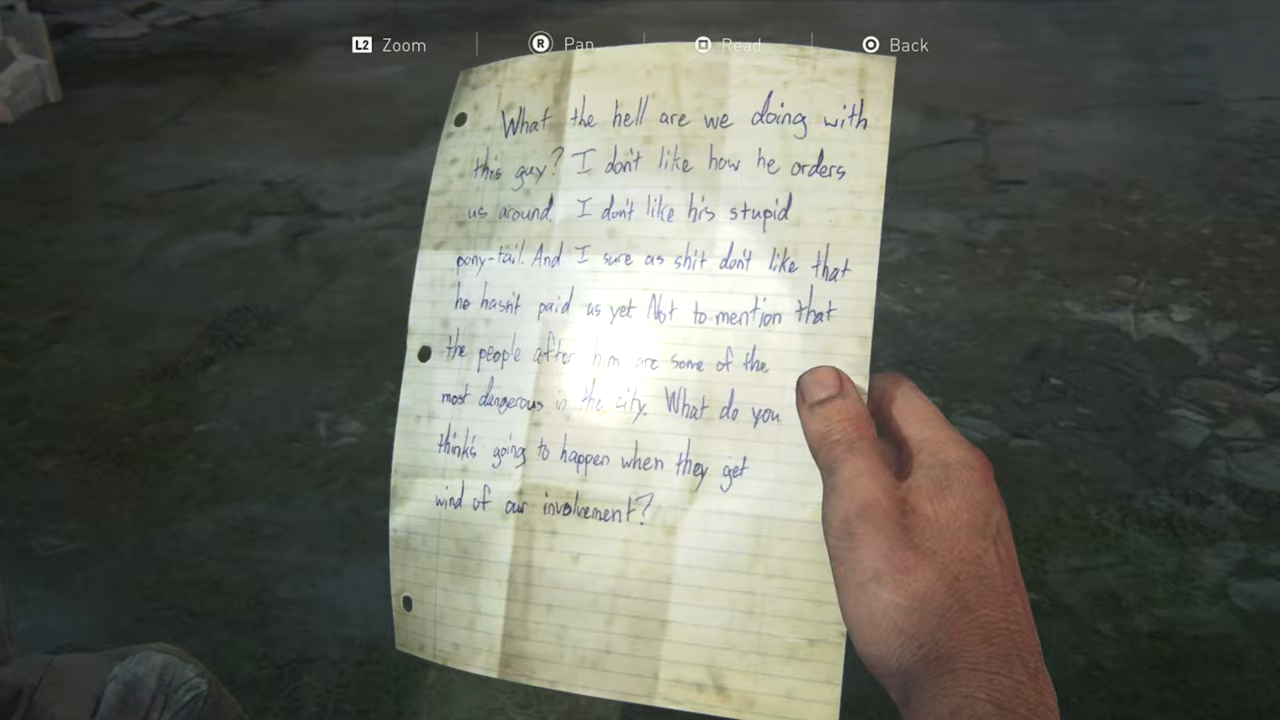 L2 Zoom R Pan Read Back
What the hell are we doing with
this guy? I don't like how he orders
us around. I don't like his stupid
pony-tail. And I sure as shit don't like that
he hasn't paid us yet. Not to mention that
the people after him are some of the
most dangerous in the city. What do you
think's going to happen when they get
wind of our involvement?